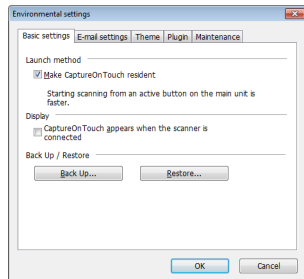 Environmental settings
Basic settings E-mail settings Theme Plugin Maintenance
Launch method
Make CaptureOnTouch resident
Starting scanning from an active button on the main unit is
faster.
Display
CaptureOnTouch appears when the scanner is
connected
Back Up / Restore
Back Up... Restore...
OK Cancel